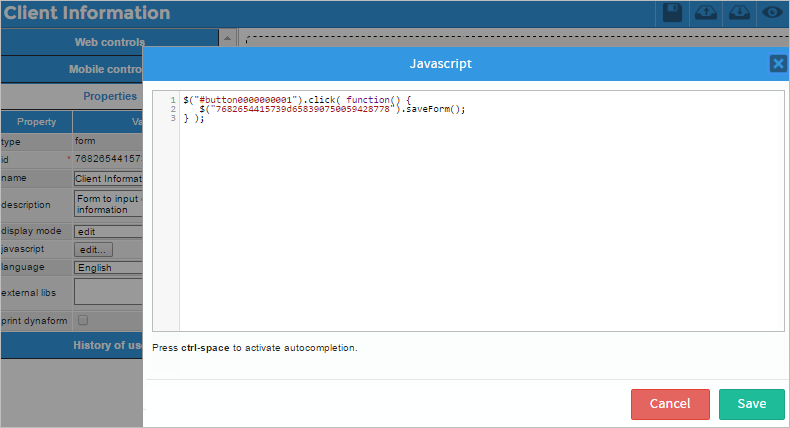 Client Information
Web controls
Mobile contro
Properties
Property Va
type form
id * 768265441573
name Client Informat
description Form to input
information
display mode edit
javascript edit...
language English
external libs
print dynaform
History of us
Javascript
1 $("#button0000000001").click( function() {
2 $("7682654415739d658390750059428778").saveForm();
3 } );
Press ctrl-space to activate autocompletion.
Cancel Save